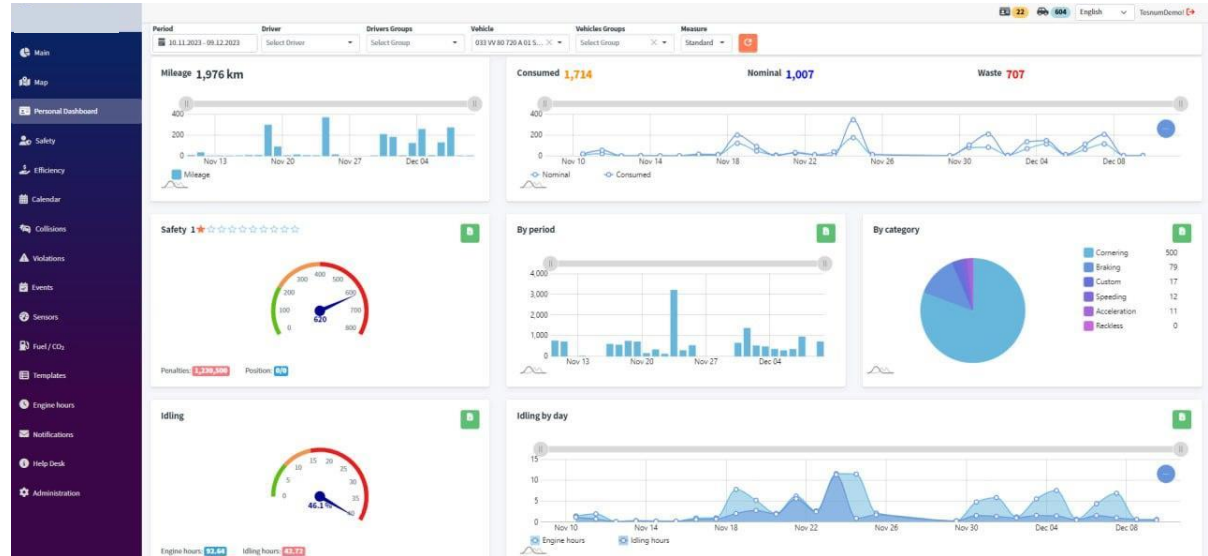 22 604 English TesnumDemo!
Period Driver Drivers Groups Vehicle Vehicles Groups Measure
10.11.2023 - 09.12.2023 Select Driver Select Group 033 VV 80 720 A 01 S... Select Group Standard
Main
Map
Personal Dashboard
Safety
Efficiency
Calendar
Collisions
Violations
Events
Sensors
Fuel / CO₂
Templates
Engine hours
Notifications
Help Desk
Administration
Mileage 1,976 km
400
200
0
Nov 13 Nov 20 Nov 27 Dec 04
Mileage
Consumed 1,714 Nominal 1,007 Waste 707
400
200
0
Nov 10 Nov 14 Nov 18 Nov 22 Nov 26 Nov 30 Dec 04 Dec 08
Nominal Consumed
Safety 1
0 100 200 300 400 500 600 700 800
620
Penalties: Position: 0/0
By period
4,000
3,000
2,000
1,000
0
Nov 13 Nov 20 Nov 27 Dec 04
By category
Cornering 500
Braking 79
Custom 17
Speeding 12
Acceleration 11
Reckless 0
Idling
0 5 10 15 20 25 30 35 40
46.1 %
Engine hours: 93,64 Idling hours: 42,73
Idling by day
15
10
5
0
Nov 10 Nov 14 Nov 18 Nov 22 Nov 26 Nov 30 Dec 04 Dec 08
Engine hours Idling hours